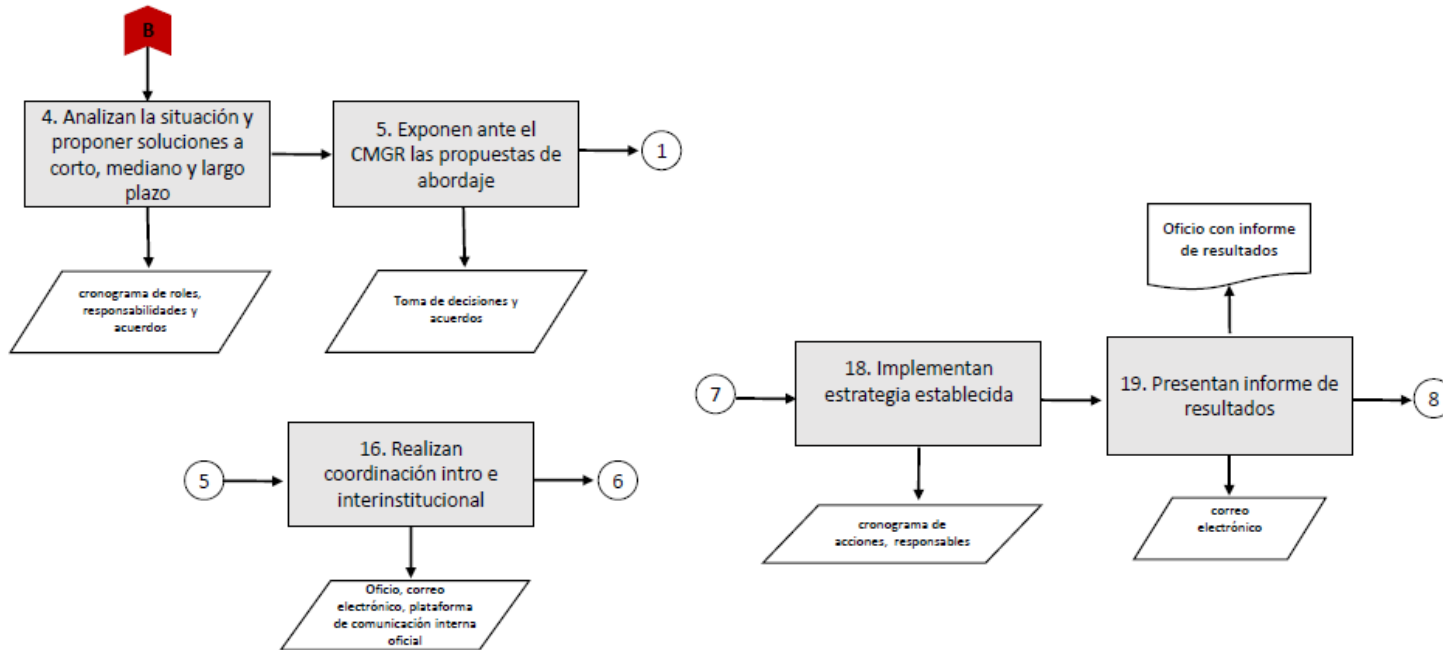 B
4. Analizan la situación y
proponer soluciones a
corto, mediano y largo
plazo
5. Exponen ante el
CMGR las propuestas de
abordaje
1
cronograma de roles,
responsabilidades y
acuerdos
Toma de decisiones y
acuerdos
Oficio con informe
de resultados
7
18. Implementan
estrategia establecida
19. Presentan informe de
resultados
8
cronograma de
acciones, responsables
correo
electrónico
5
16. Realizan
coordinación intro e
interinstitucional
6
Oficio, correo
electrónico, plataforma
de comunicación interna
oficial